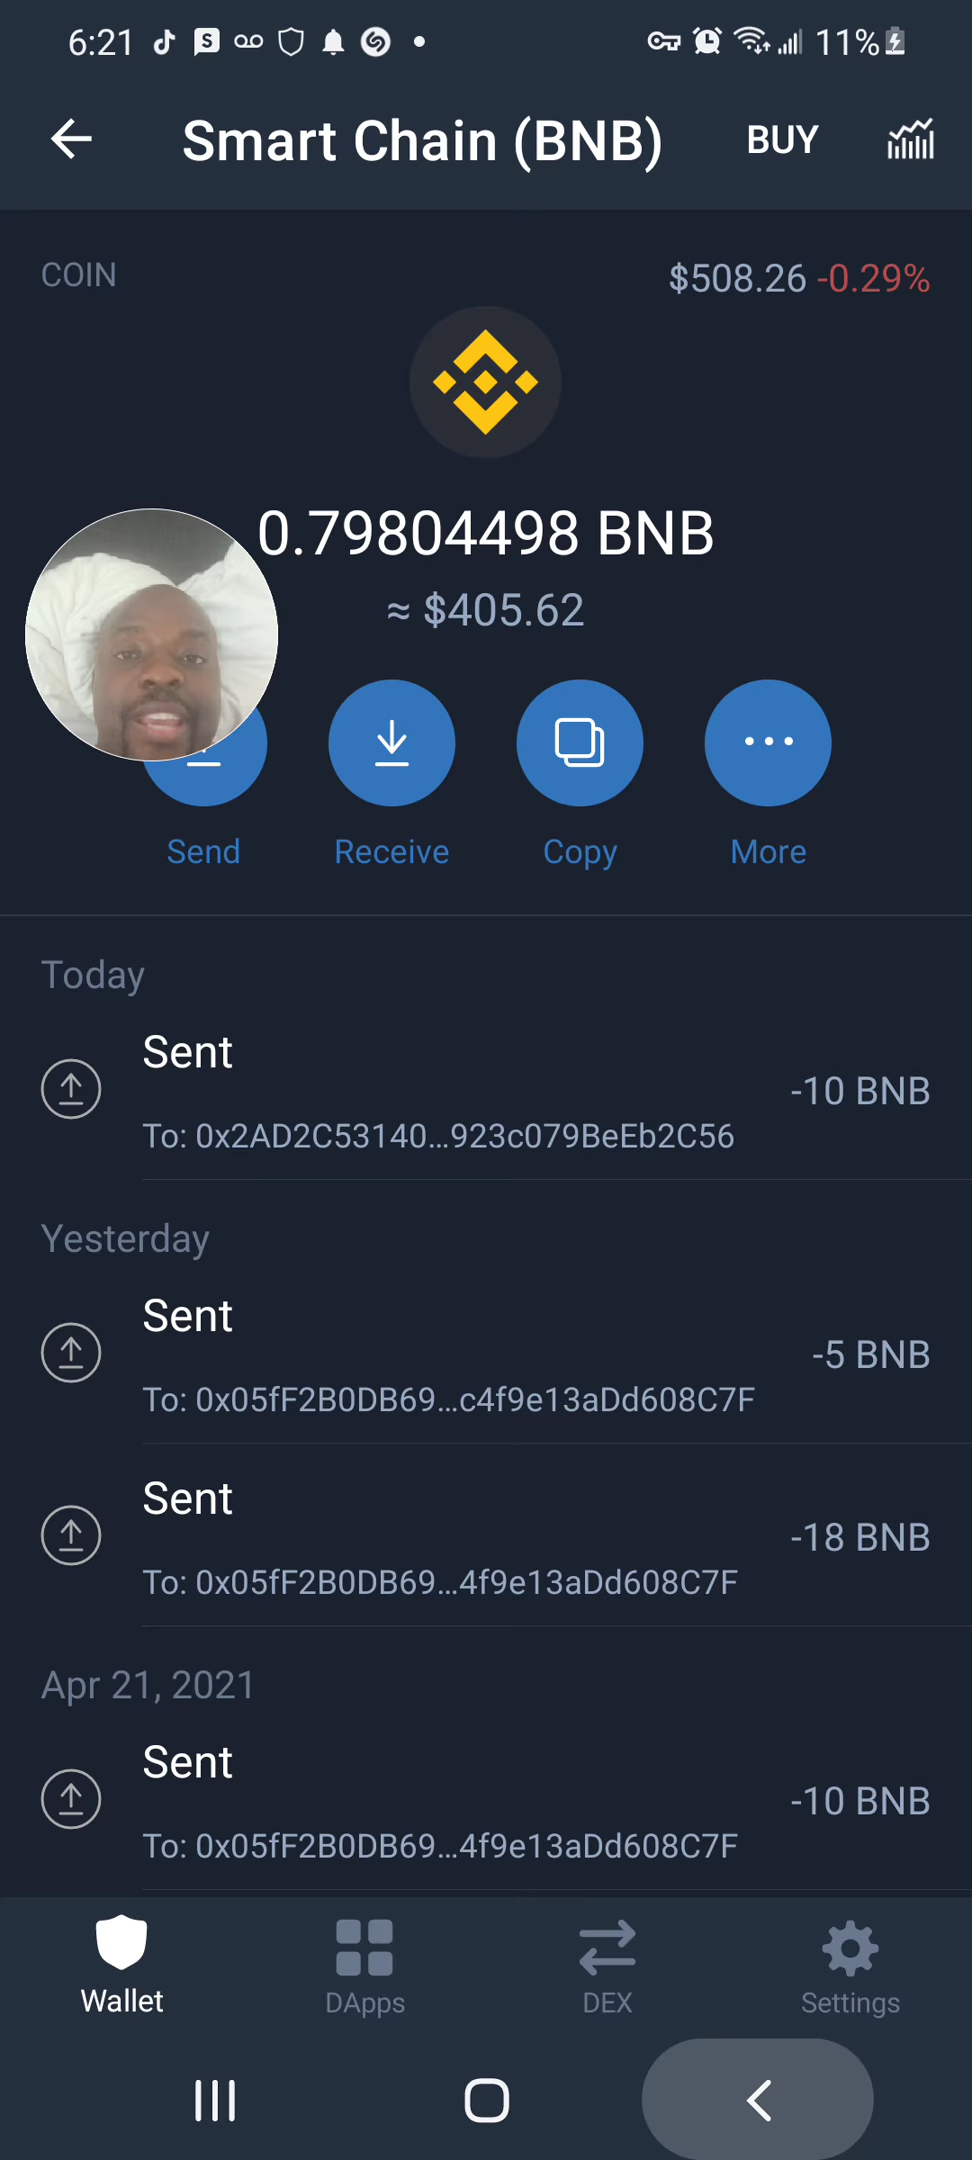 6:21
11%
Smart Chain (BNB)
BUY
COIN
$508.26 -0.29%
0.79804498 BNB
≈ $405.62
Send
Receive
Copy
More
Today
Sent
-10 BNB
To: 0x2AD2C53140...923c079BeEb2C56
Yesterday
Sent
-5 BNB
To: 0x05fF2B0DB69...c4f9e13aDd608C7F
Sent
-18 BNB
To: 0x05fF2B0DB69...4f9e13aDd608C7F
Apr 21, 2021
Sent
-10 BNB
To: 0x05fF2B0DB69...4f9e13aDd608C7F
Wallet
DApps
DEX
Settings